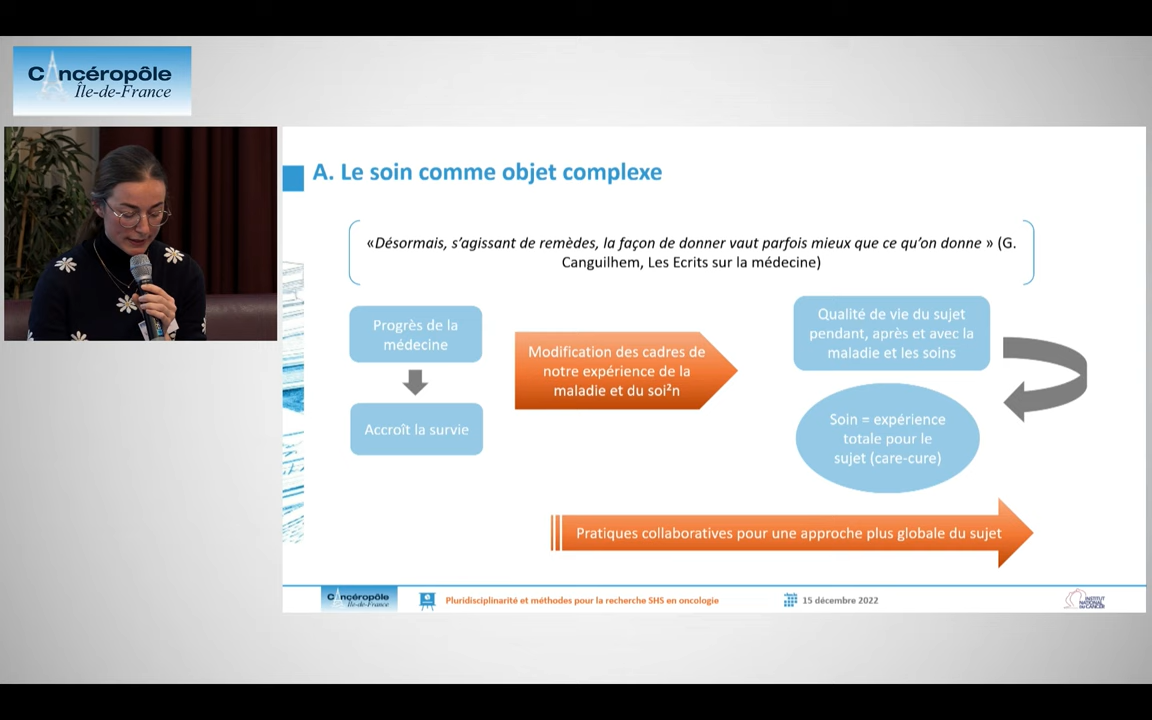 Cancéropôle
Île-de-France
A. Le soin comme objet complexe
«Désormais, s’agissant de remèdes, la façon de donner vaut parfois mieux que ce qu’on donne » (G.
Canguilhem, Les Ecrits sur la médecine)
Progrès de la
médecine
Accroît la survie
Modification des cadres de
notre expérience de la
maladie et du soi²n
Qualité de vie du sujet
pendant, après et avec la
maladie et les soins
Soin = expérience
totale pour le
sujet (care-cure)
Pratiques collaboratives pour une approche plus globale du sujet
Cancéropôle
Île-de-France
Pluridisciplinarité et méthodes pour la recherche SHS en oncologie
15 décembre 2022
INSTITUT
NATIONAL
DU CANCER